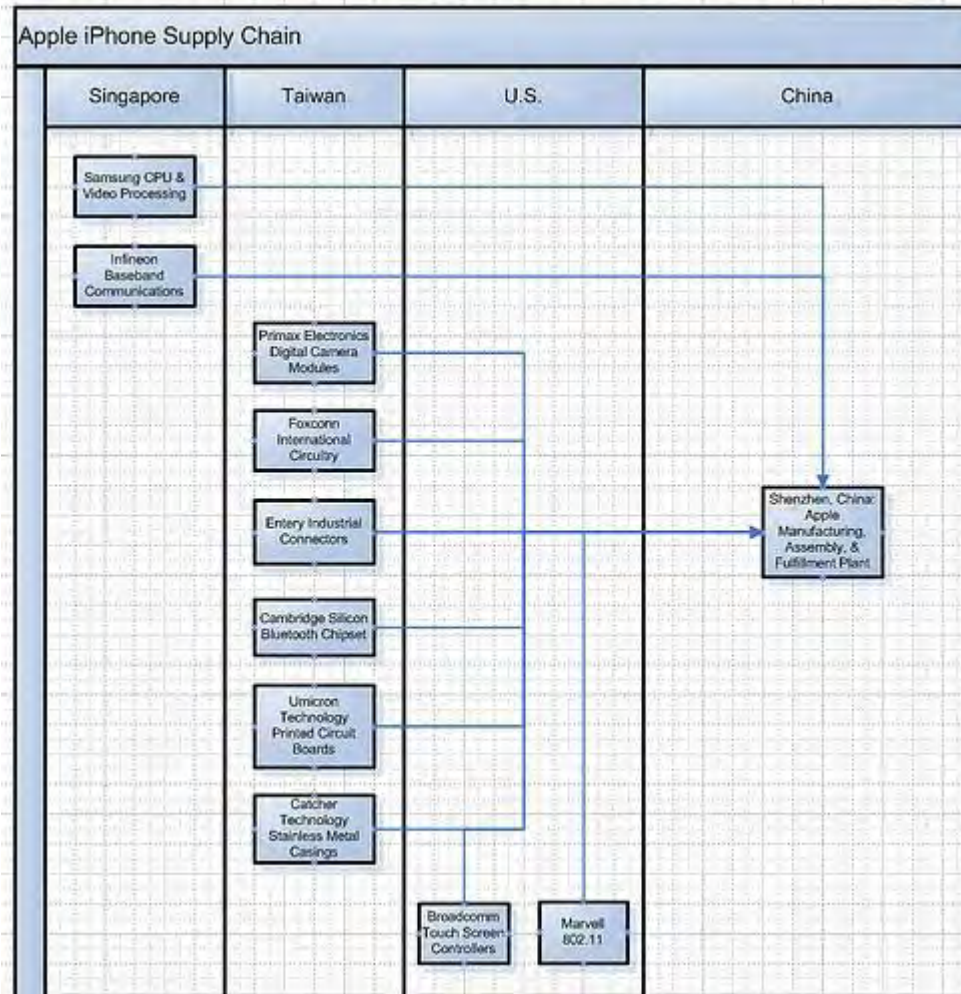 Apple iPhone Supply Chain
Singapore
Taiwan
U.S.
China
Samsung CPU &
Video Processing
Infineon
Baseband
Communications
Primax Electronics
Digital Camera
Modules
Foxconn
International
Circuitry
Entery Industrial
Connectors
Shenzhen, China:
Apple
Manufacturing,
Assembly, &
Fulfillment Plant
Cambridge Silicon
Bluetooth Chipset
Umicron
Technology
Printed Circuit
Boards
Catcher
Technology
Stainless Metal
Casings
Broadcomm
Touch Screen
Controllers
Marvell
802.11